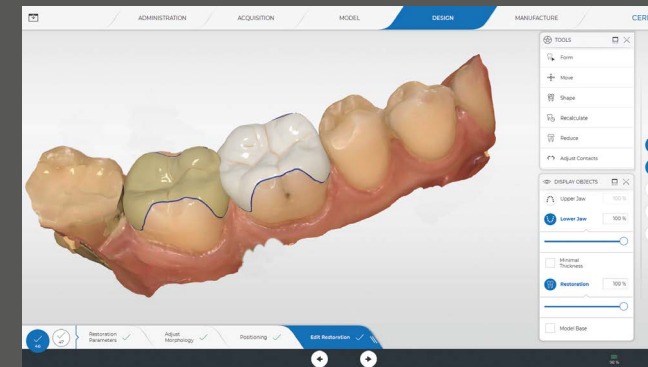 ADMINISTRATION
ACQUISITION
MODEL
DESIGN
MANUFACTURE
TOOLS
Form
Move
Shape
Recalculate
Reduce
Adjust Contacts
DISPLAY OBJECTS
Upper Jaw 100 %
Lower Jaw 100 %
Minimal
Thickness
Restoration 100 %
Model Base
Restoration
Parameters
Adjust
Morphology
Positioning
Edit Restoration